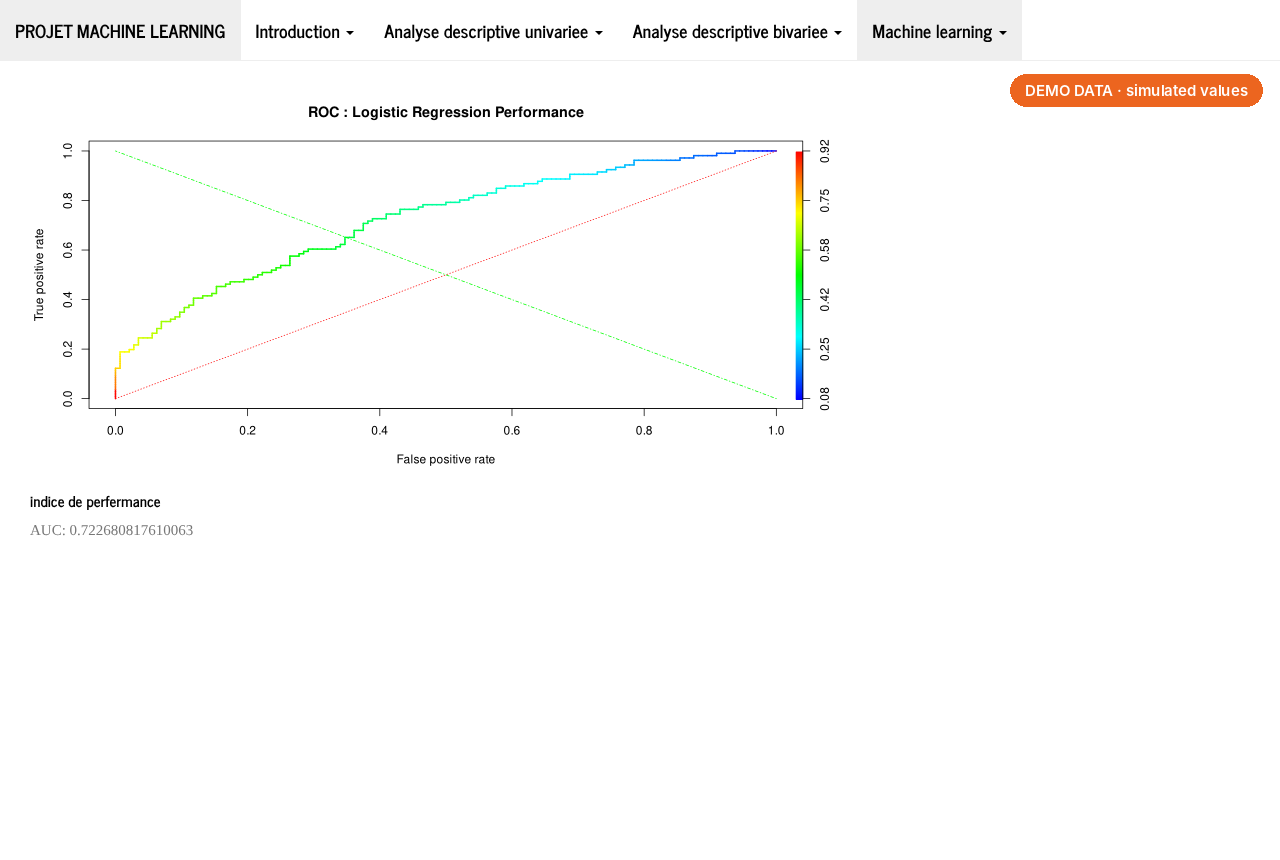 PROJET MACHINE LEARNING Introduction Analyse descriptive univariee Analyse descriptive bivariee Machine learning
DEMO DATA · simulated values
ROC : Logistic Regression Performance
True positive rate
1.0
0.8
0.6
0.4
0.2
0.0
0.0 0.2 0.4 0.6 0.8 1.0
False positive rate
0.92
0.75
0.58
0.42
0.25
0.08
indice de perfermance
AUC: 0.722680817610063